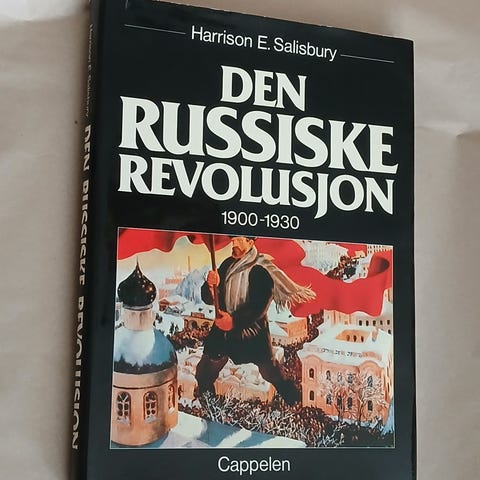 Harrison E. Salisbury
DEN
RUSSISKE
REVOLUSJON
1900-1930
Cappelen
Harrison E. Salisbury
DEN RUSSISKE REVOLUSJON